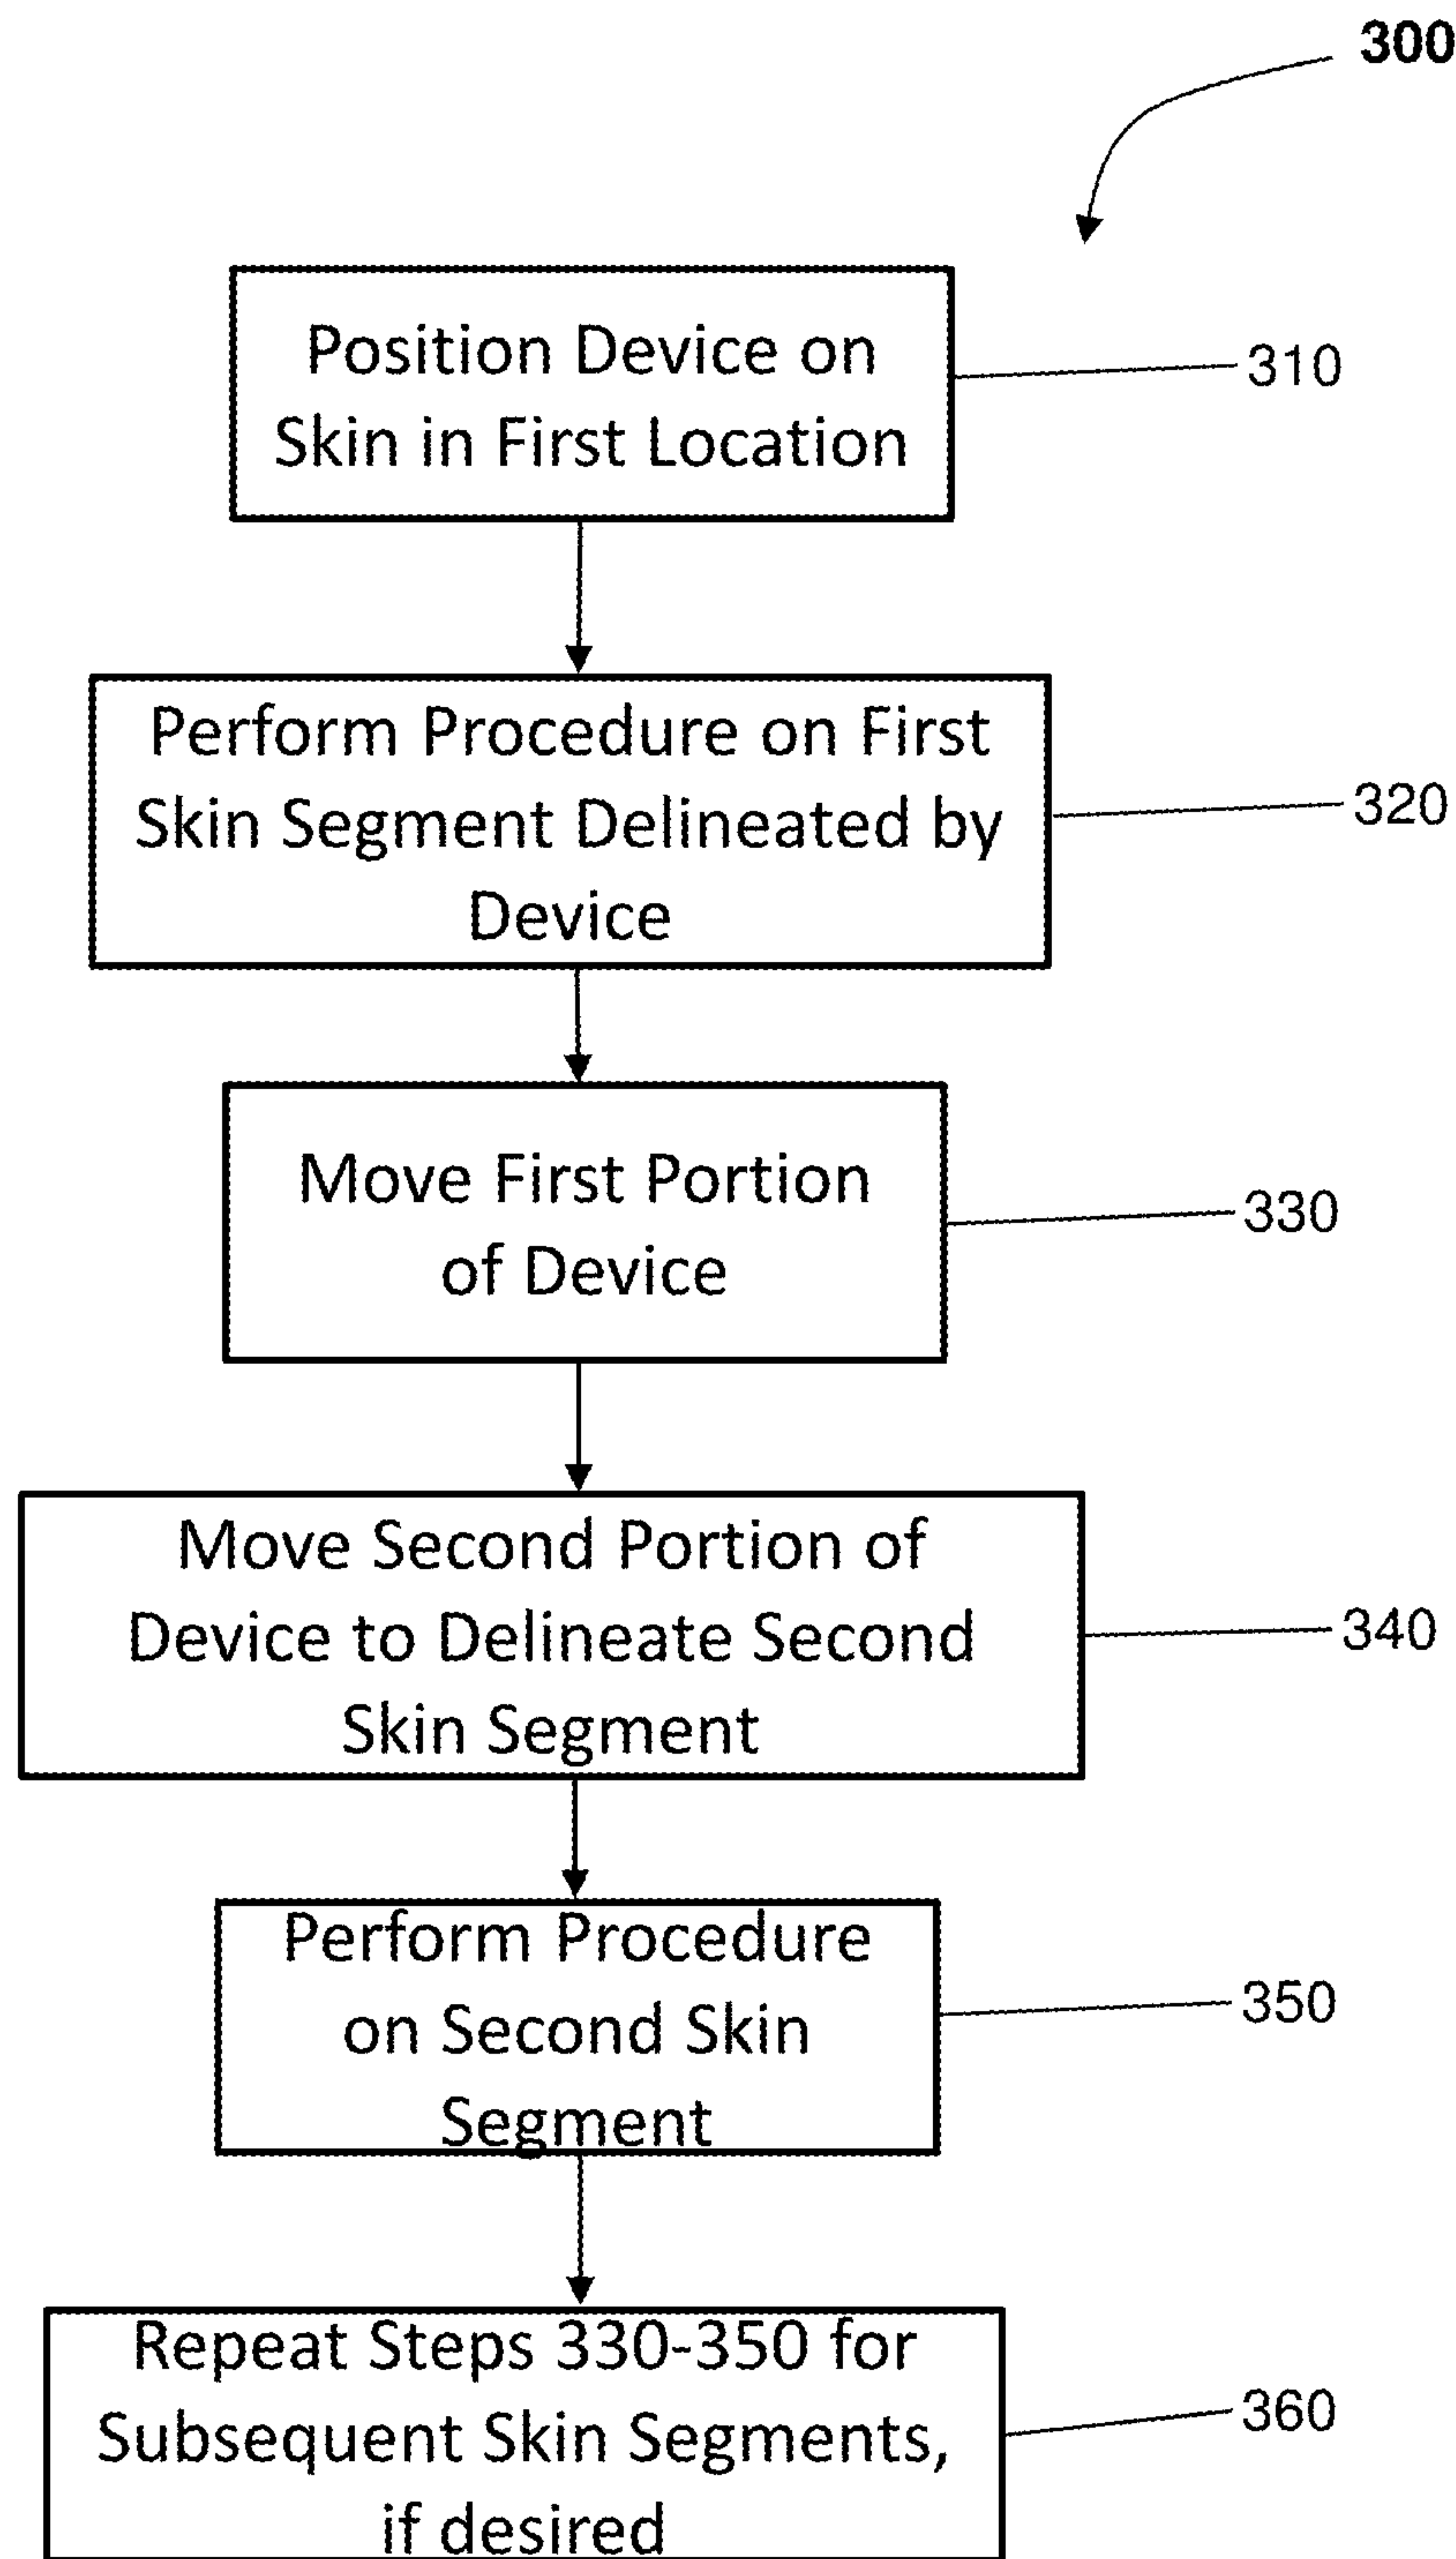 300
Position Device on
Skin in First Location
310
Perform Procedure on First
Skin Segment Delineated by
Device
320
Move First Portion
of Device
330
Move Second Portion of
Device to Delineate Second
Skin Segment
340
Perform Procedure
on Second Skin
Segment
350
Repeat Steps 330-350 for
Subsequent Skin Segments,
if desired
360